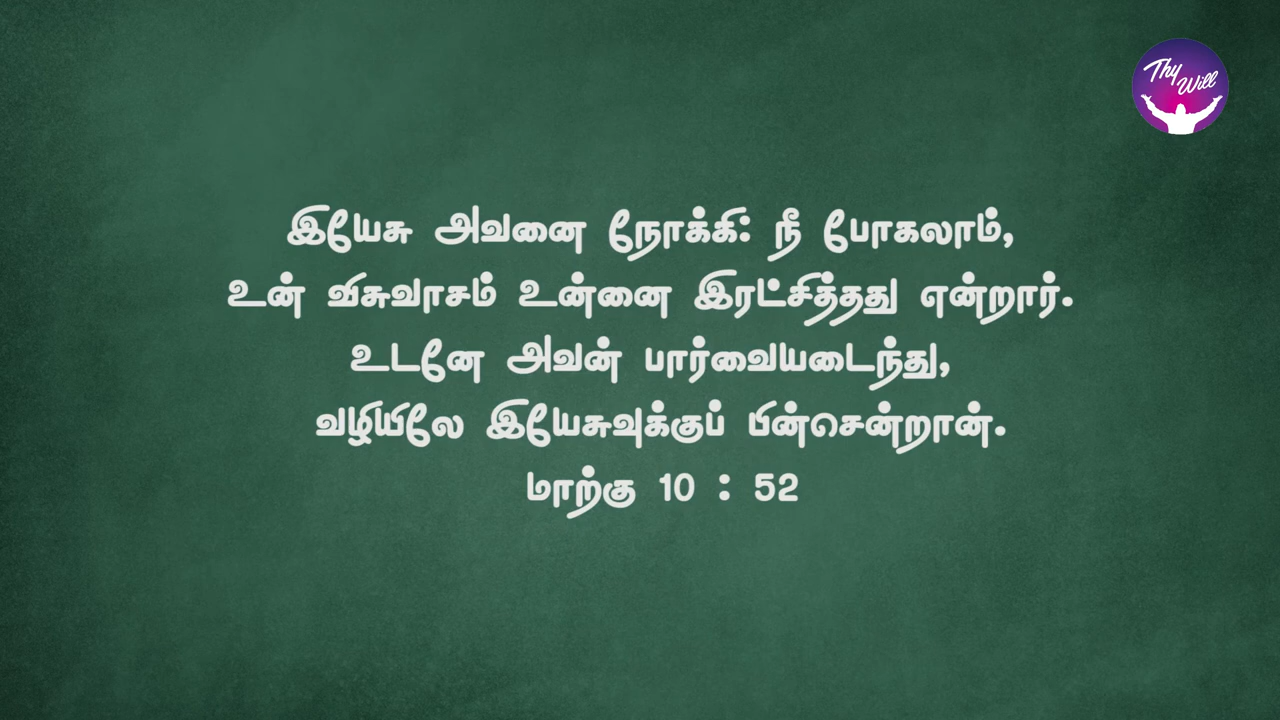 Thy Will
இயேசு அவனை நோக்கி: நீ போகலாம்,
உன் விசுவாசம் உன்னை இரட்சித்தது என்றார்.
உடனே அவன் பார்வையடைந்து,
வழியிலே இயேசுவுக்குப் பின்சென்றான்.
மாற்கு 10 : 52